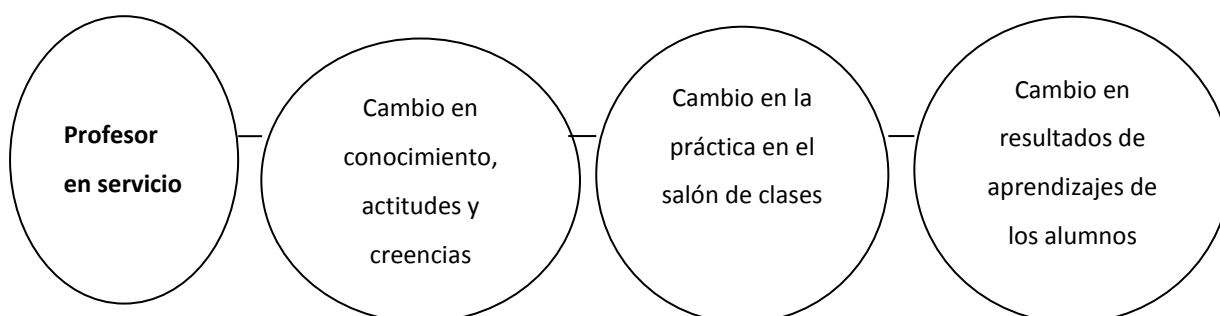 Profesor
en servicio
Cambio en
conocimiento,
actitudes y
creencias
Cambio en la
práctica en el
salón de clases
Cambio en
resultados de
aprendizajes de
los alumnos